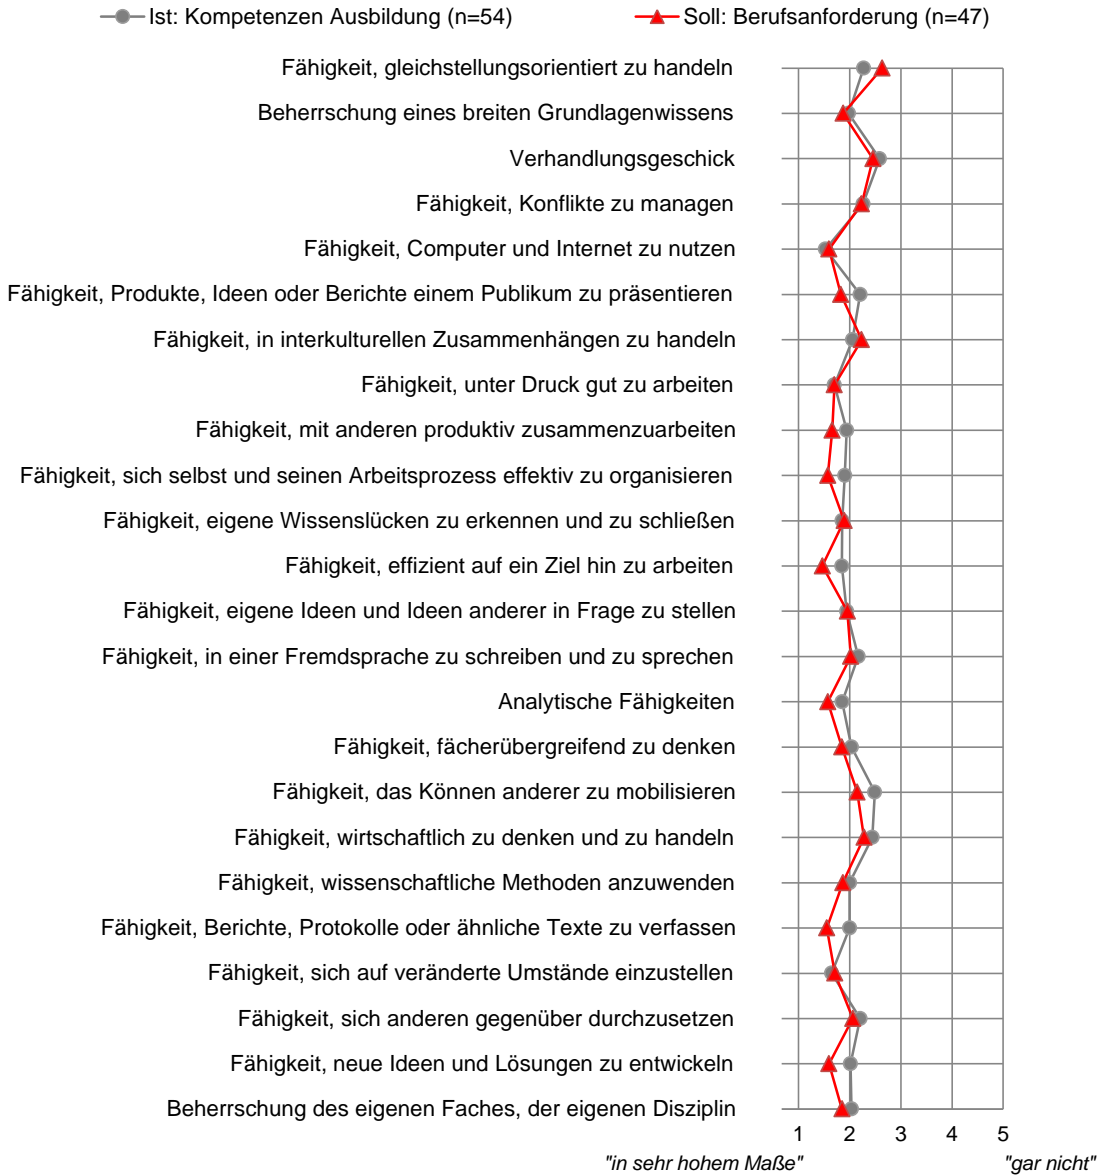 Ist: Kompetenzen Ausbildung (n=54) Soll: Berufsanforderung (n=47)
Fähigkeit, gleichstellungsorientiert zu handeln
Beherrschung eines breiten Grundlagenwissens
Verhandlungsgeschick
Fähigkeit, Konflikte zu managen
Fähigkeit, Computer und Internet zu nutzen
Fähigkeit, Produkte, Ideen oder Berichte einem Publikum zu präsentieren
Fähigkeit, in interkulturellen Zusammenhängen zu handeln
Fähigkeit, unter Druck gut zu arbeiten
Fähigkeit, mit anderen produktiv zusammenzuarbeiten
Fähigkeit, sich selbst und seinen Arbeitsprozess effektiv zu organisieren
Fähigkeit, eigene Wissenslücken zu erkennen und zu schließen
Fähigkeit, effizient auf ein Ziel hin zu arbeiten
Fähigkeit, eigene Ideen und Ideen anderer in Frage zu stellen
Fähigkeit, in einer Fremdsprache zu schreiben und zu sprechen
Analytische Fähigkeiten
Fähigkeit, fächerübergreifend zu denken
Fähigkeit, das Können anderer zu mobilisieren
Fähigkeit, wirtschaftlich zu denken und zu handeln
Fähigkeit, wissenschaftliche Methoden anzuwenden
Fähigkeit, Berichte, Protokolle oder ähnliche Texte zu verfassen
Fähigkeit, sich auf veränderte Umstände einzustellen
Fähigkeit, sich anderen gegenüber durchzusetzen
Fähigkeit, neue Ideen und Lösungen zu entwickeln
Beherrschung des eigenen Faches, der eigenen Disziplin
1 2 3 4 5
"in sehr hohem Maße" "gar nicht"